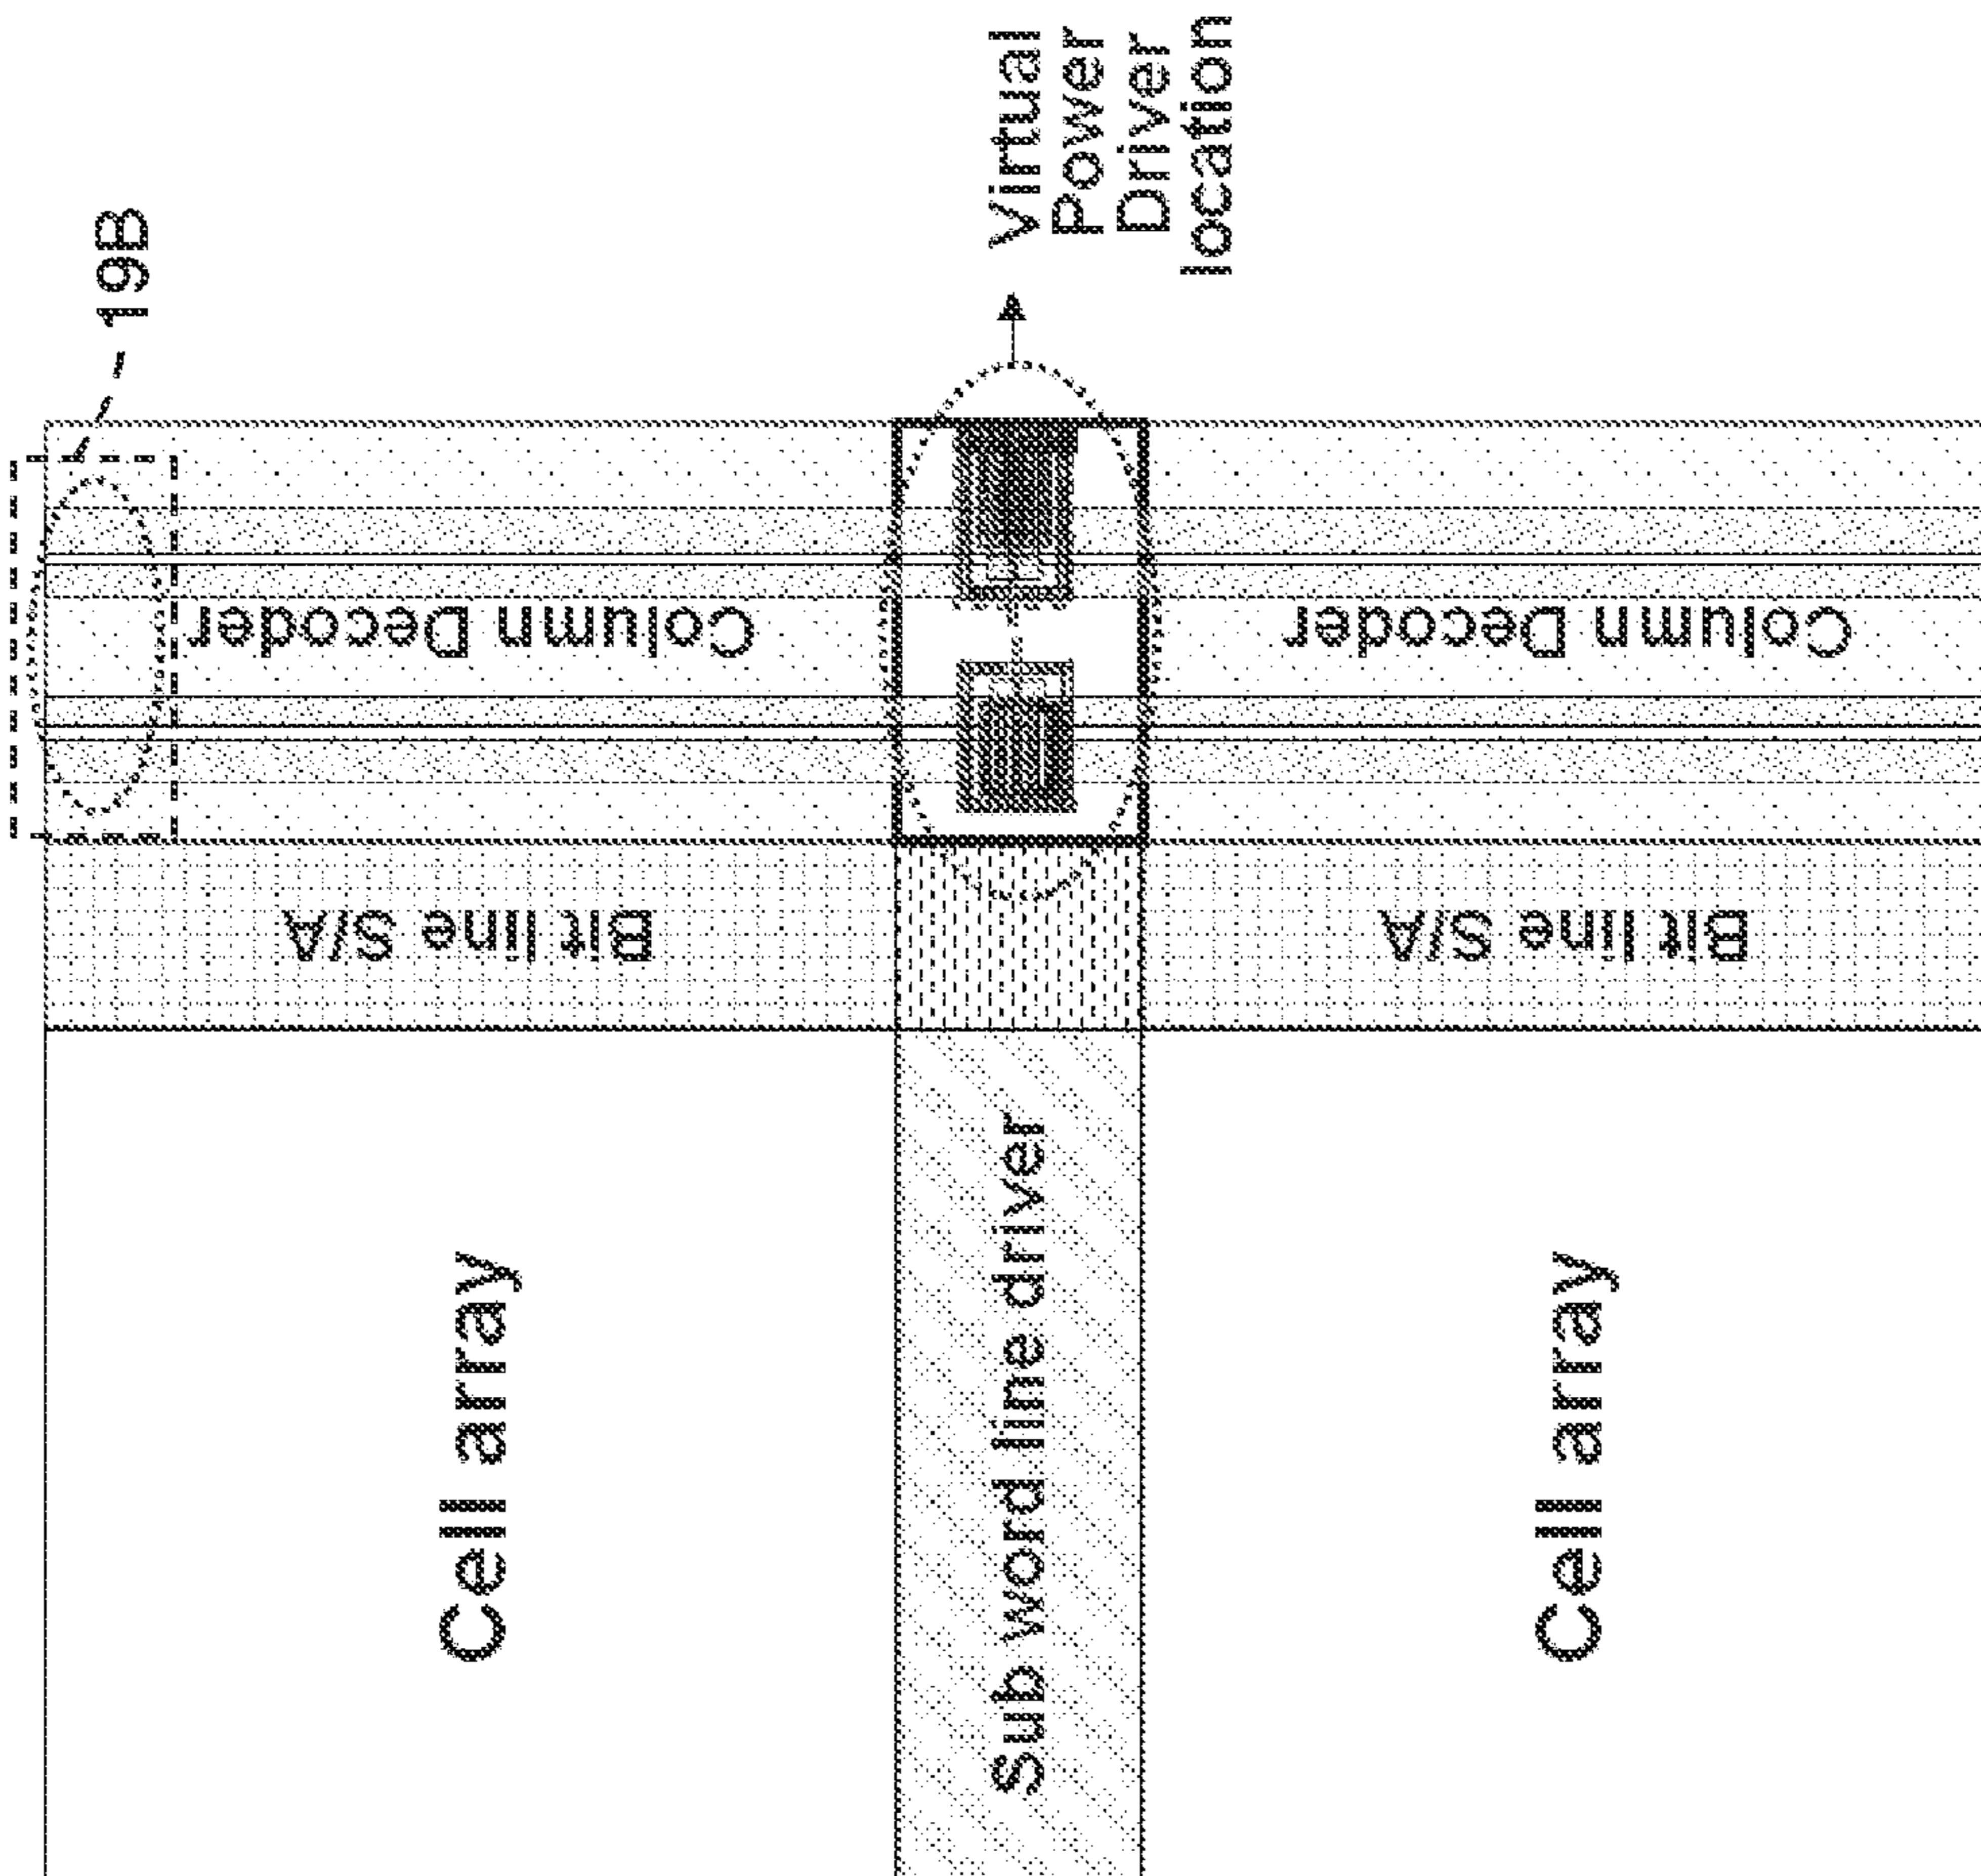 19B
Virtual
Power
Driver
location
Column Decoder
Column Decoder
Bit line S/A
Bit line S/A
Cell array
Sub word line driver
Cell array